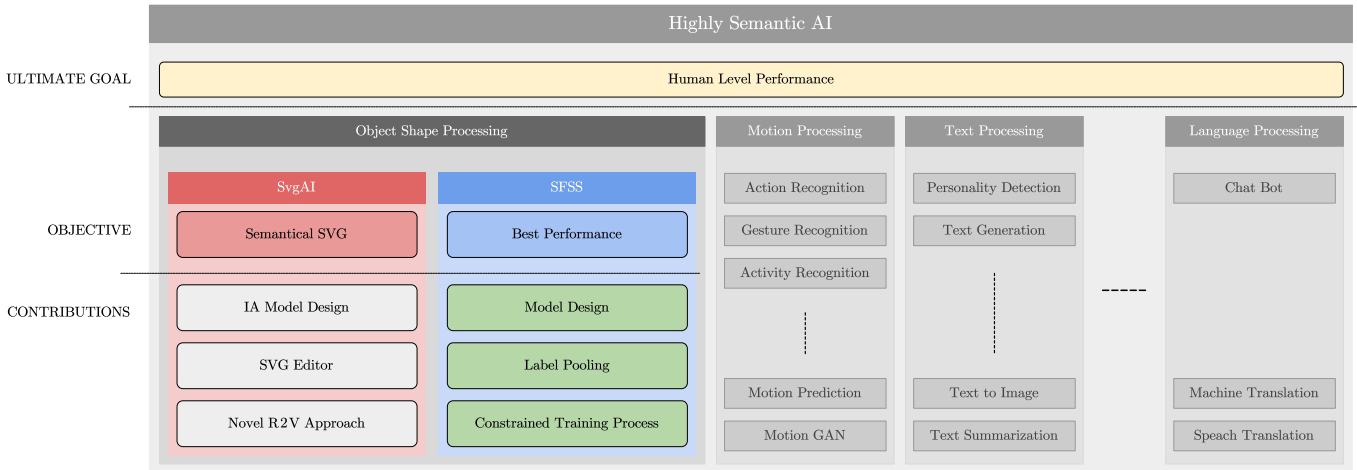 Highly Semantic AI
ULTIMATE GOAL
Human Level Performance
Object Shape Processing
Motion Processing
Text Processing
Language Processing
SvgAI
SFSS
Action Recognition
Personality Detection
Chat Bot
OBJECTIVE
Semantical SVG
Best Performance
Gesture Recognition
Text Generation
Activity Recognition
CONTRIBUTIONS
IA Model Design
Model Design
SVG Editor
Label Pooling
Motion Prediction
Text to Image
Machine Translation
Novel R2V Approach
Constrained Training Process
Motion GAN
Text Summarization
Speach Translation